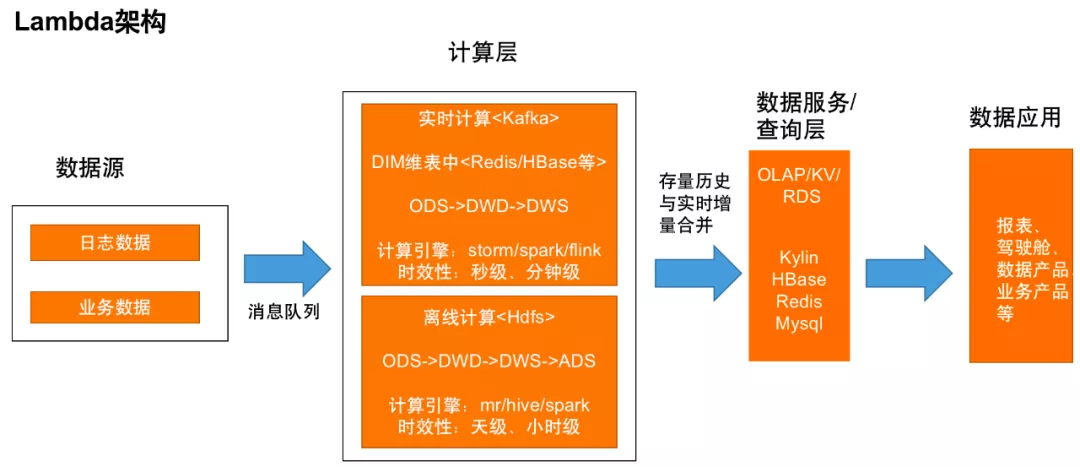 Lambda架构
数据源
日志数据
业务数据
消息队列
计算层
实时计算<Kafka>
DIM维表中<Redis/HBase等>
ODS->DWD->DWS
计算引擎：storm/spark/flink
时效性：秒级、分钟级
离线计算<Hdfs>
ODS->DWD->DWS->ADS
计算引擎：mr/hive/spark
时效性：天级、小时级
存量历史
与实时增
量合并
数据服务/
查询层
OLAP/KV/
RDS
Kylin
HBase
Redis
Mysql
数据应用
报表、
驾驶舱、
数据产品、
业务产品
等